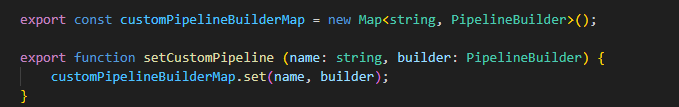 export const customPipelineBuilderMap = new Map<string, PipelineBuilder>();
export function setCustomPipeline (name: string, builder: PipelineBuilder) {
customPipelineBuilderMap.set(name, builder);
}